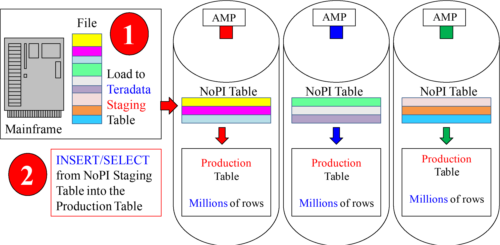 File
1
Load to
Teradata
Staging
Table
Mainframe
2
INSERT/SELECT
from NoPI Staging
Table into the
Production Table
AMP
NoPI Table
Production
Table
Millions of rows
AMP
NoPI Table
Production
Table
Millions of rows
AMP
NoPI Table
Production
Table
Millions of rows